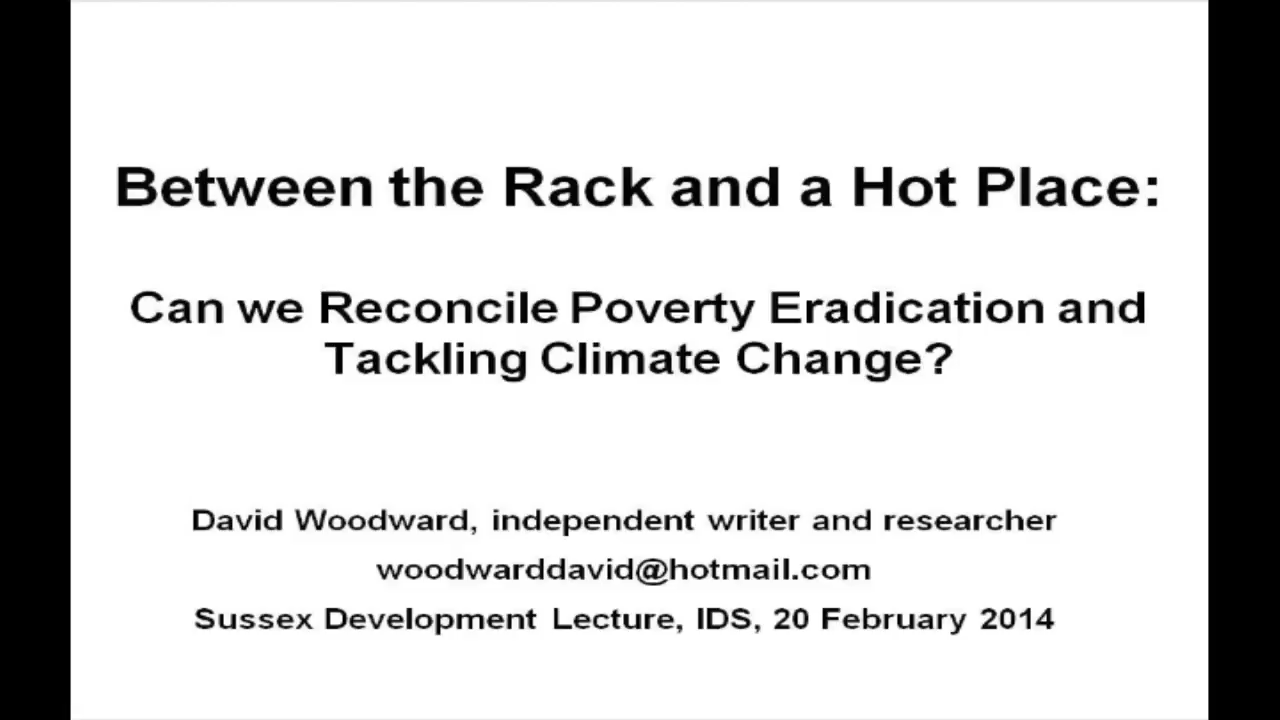 Between the Rack and a Hot Place:
Can we Reconcile Poverty Eradication and
Tackling Climate Change?
David Woodward, independent writer and researcher
woodwarddavid@hotmail.com
Sussex Development Lecture, IDS, 20 February 2014